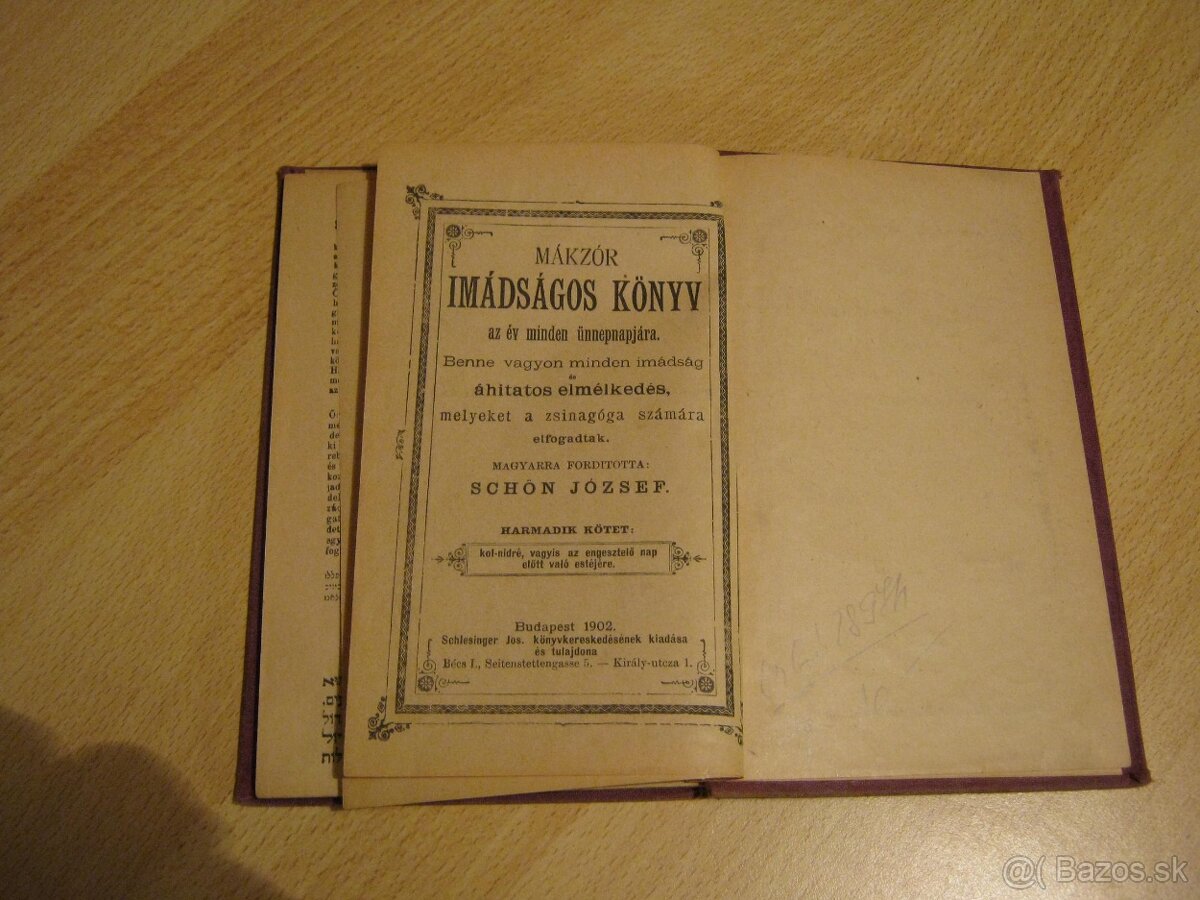 MÁKZÓR
IMÁDSÁGOS KÖNYV
az év minden ünnepnapjára.
Benne vagyon minden imádság
és
áhitatos elmélkedés,
melyeket a zsinagóga számára
elfogadtak.
MAGYARRA FORDITOTTA:
SCHÖN JÓZSEF.
HARMADIK KÖTET:
kol-nidré, vagyis az engesztelő nap
előtt való estéjére.
Budapest 1902.
Schlesinger Jos. könyvkereskedésének kiadása
és tulajdona
Bécs I., Seitenstettengasse 5. — Király-utcza 1.
@( Bazos.sk